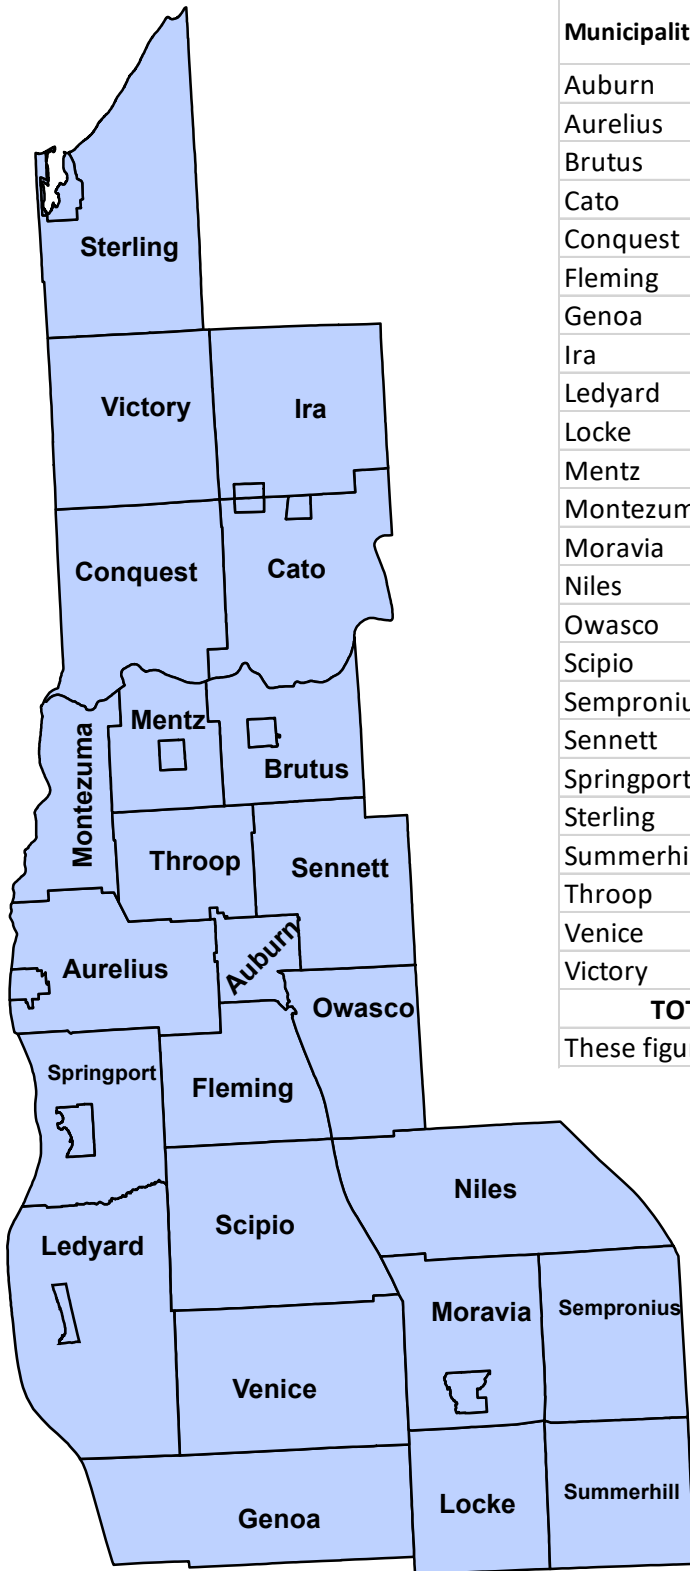 Sterling
Victory
Ira
Conquest
Cato
Mentz
Montezuma
Brutus
Throop
Sennett
Auburn
Aurelius
Owasco
Springport
Fleming
Niles
Scipio
Ledyard
Moravia
Sempronius
Venice
Locke
Summerhill
Genoa
Municipalit
Auburn
Aurelius
Brutus
Cato
Conquest
Fleming
Genoa
Ira
Ledyard
Locke
Mentz
Montezum
Moravia
Niles
Owasco
Scipio
Semproniu
Sennett
Springport
Sterling
Summerhi
Throop
Venice
Victory
TOT
These figur